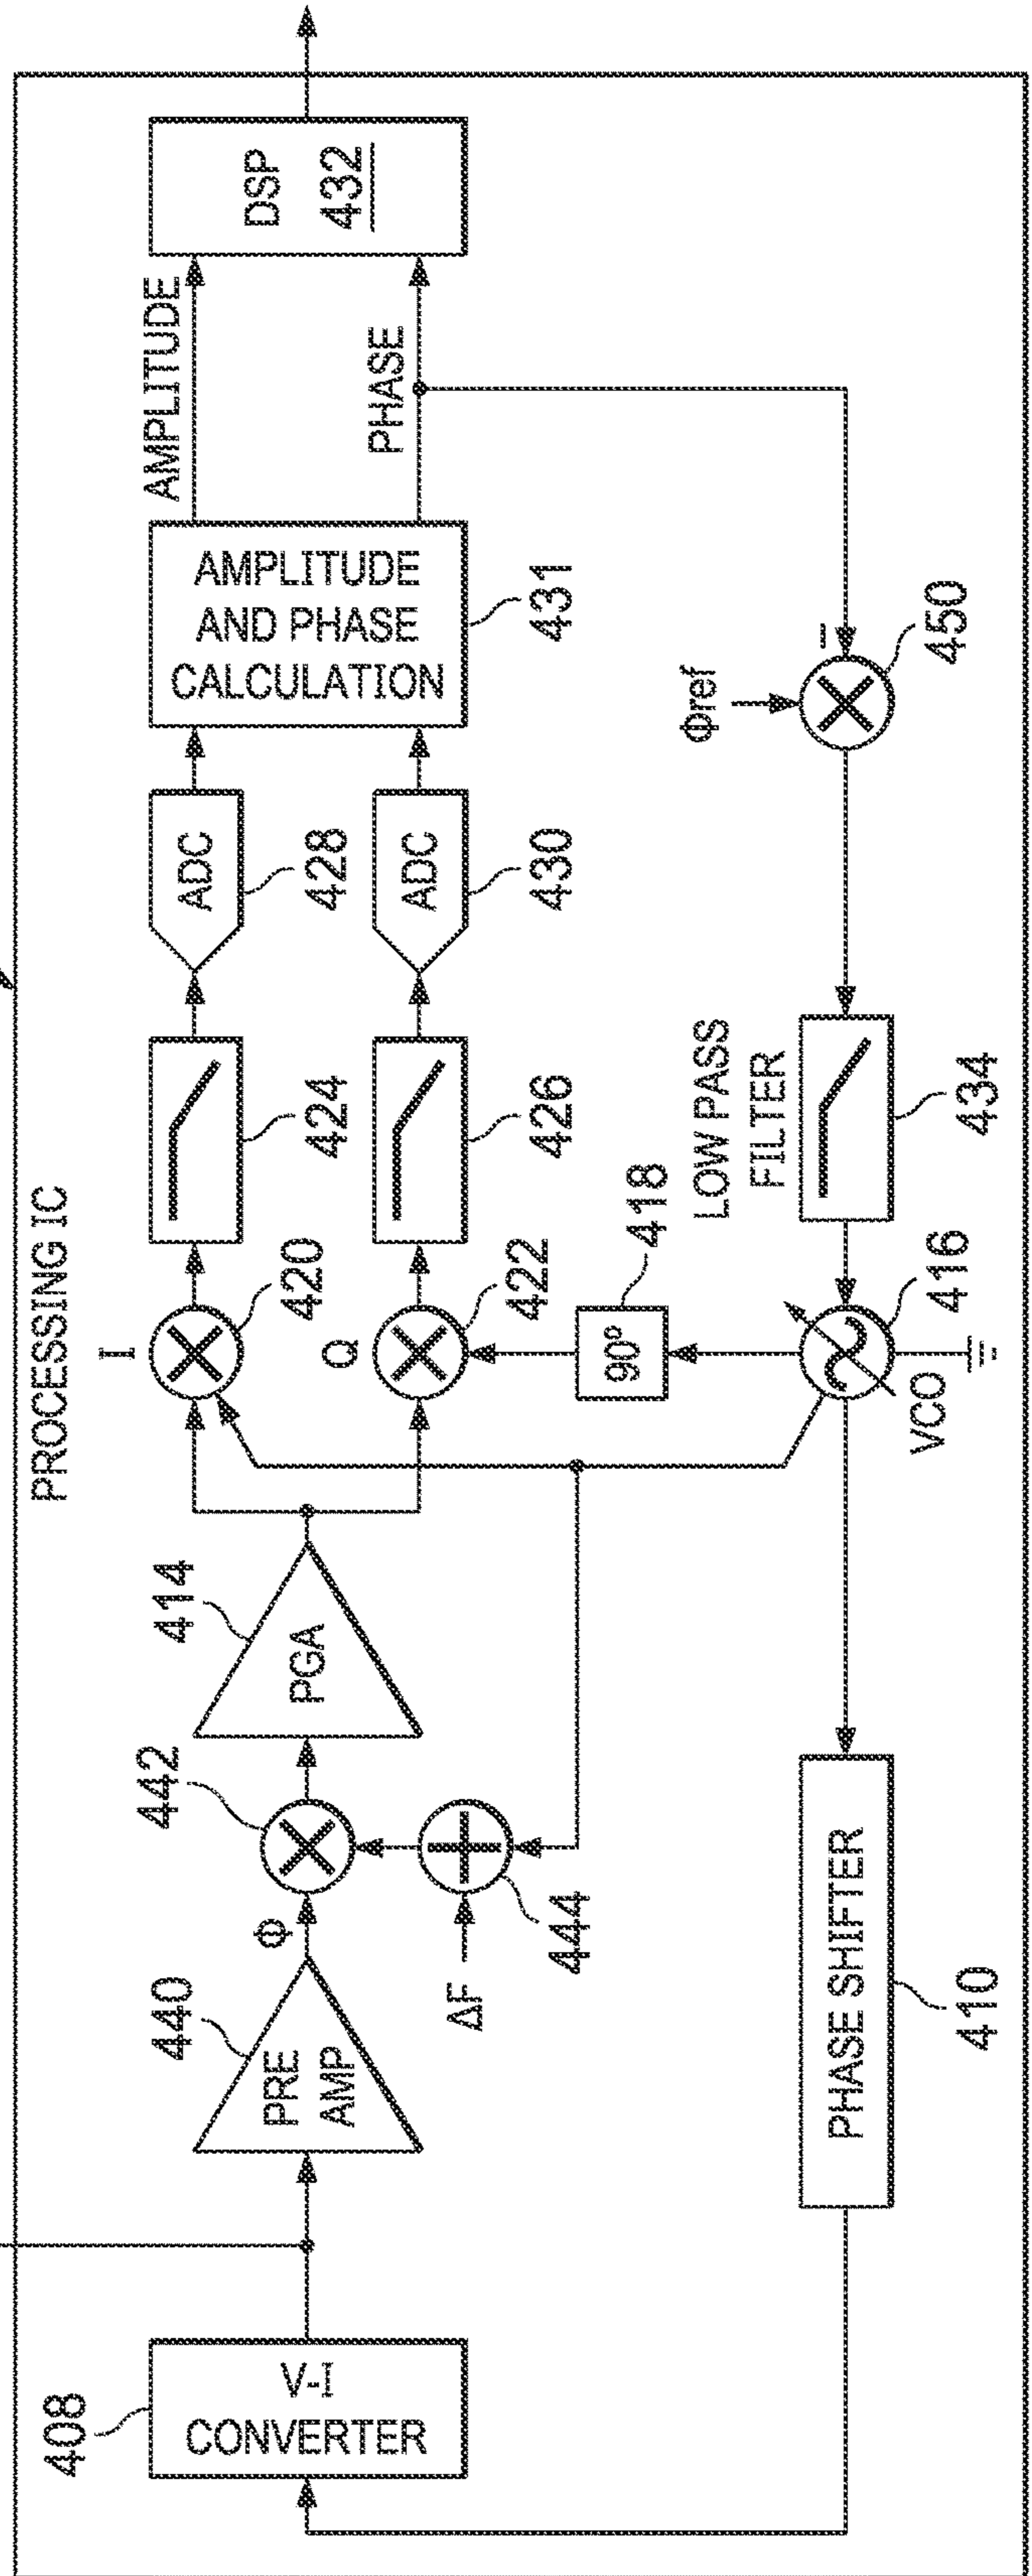 PROCESSING IC
408
V-I
CONVERTER
440
PRE
AMP
Φ
442
ΔF
444
414
PGA
I
420
Q
422
424
426
ADC
428
ADC
430
AMPLITUDE
AND PHASE
CALCULATION
431
AMPLITUDE
PHASE
DSP
432
PHASE SHIFTER
410
90°
418
VCO
416
LOW PASS
FILTER
434
Φref
–
450